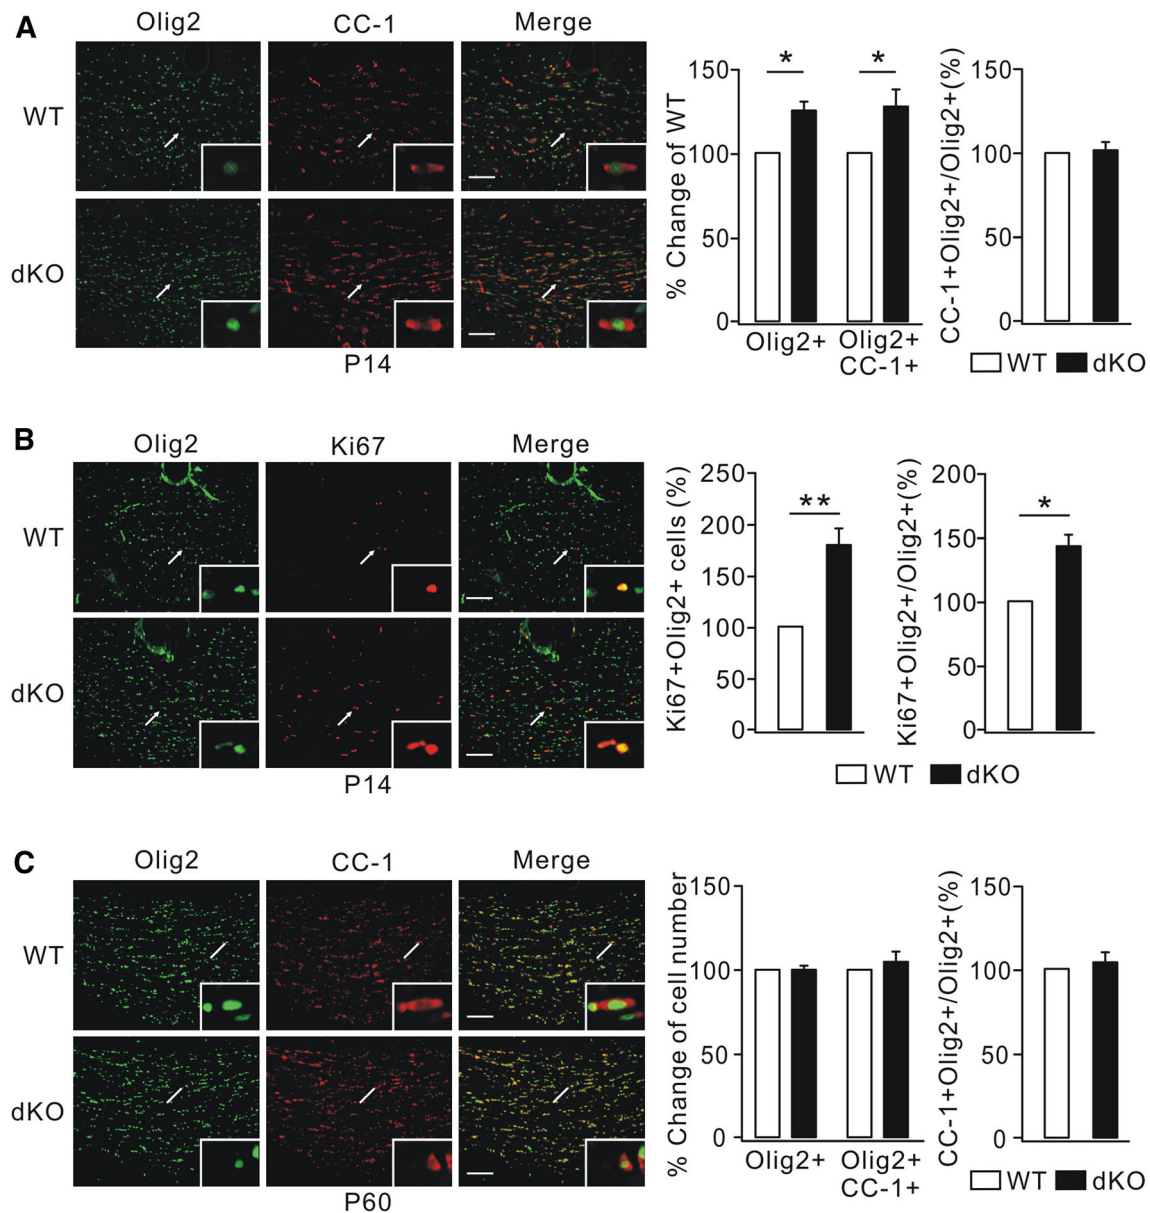 A
Olig2 CC-1 Merge
WT
dKO
P14
% Change of WT
150
100
50
0
* *
Olig2+ Olig2+
CC-1+
CC-1+Olig2+/Olig2+(%)
150
100
50
0
WT dKO
B
Olig2 Ki67 Merge
WT
dKO
P14
Ki67+Olig2+ cells (%)
250
200
150
100
50
0
**
Ki67+Olig2+/Olig2+(%)
200
150
100
50
0
*
WT dKO
C
Olig2 CC-1 Merge
WT
dKO
P60
% Change of cell number
150
100
50
0
Olig2+ Olig2+
CC-1+
CC-1+Olig2+/Olig2+(%)
150
100
50
0
WT dKO